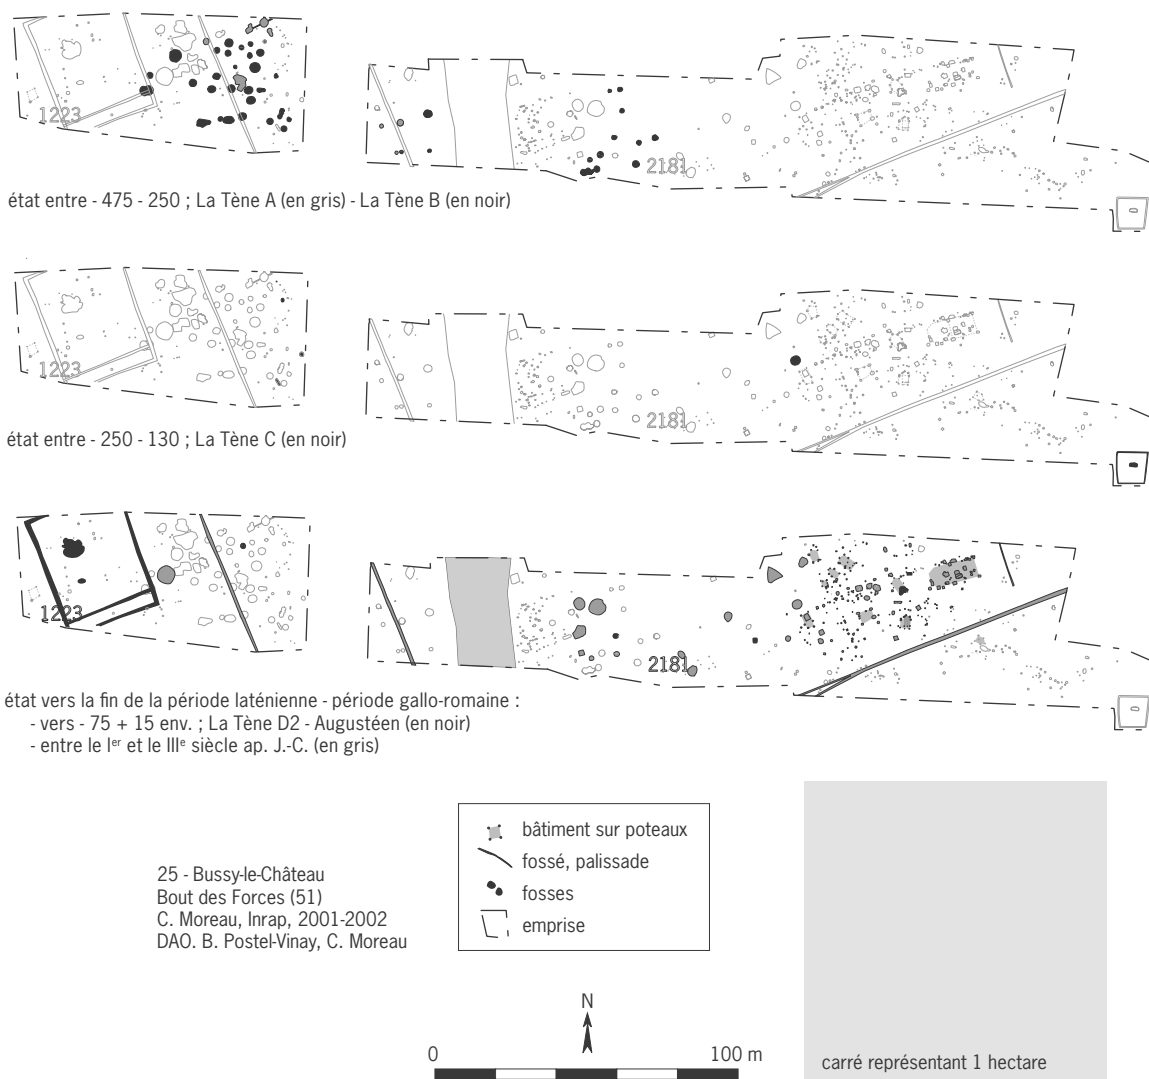 1223
2181
état entre - 475 - 250 ; La Tène A (en gris) - La Tène B (en noir)
1223
2181
état entre - 250 - 130 ; La Tène C (en noir)
1223
2181
état vers la fin de la période laténienne - période gallo-romaine :
- vers - 75 + 15 env. ; La Tène D2 - Augustéen (en noir)
- entre le Ier et le IIIe siècle ap. J.-C. (en gris)
bâtiment sur poteaux
fossé, palissade
fosses
emprise
25 - Bussy-le-Château
Bout des Forces (51)
C. Moreau, Inrap, 2001-2002
DAO. B. Postel-Vinay, C. Moreau
N
0
100 m
carré représentant 1 hectare